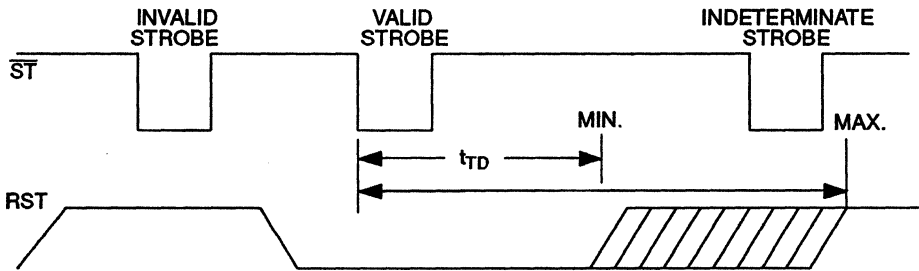 INVALID
STROBE
VALID
STROBE
INDETERMINATE
STROBE
ST
MIN.
MAX.
tTD
RST